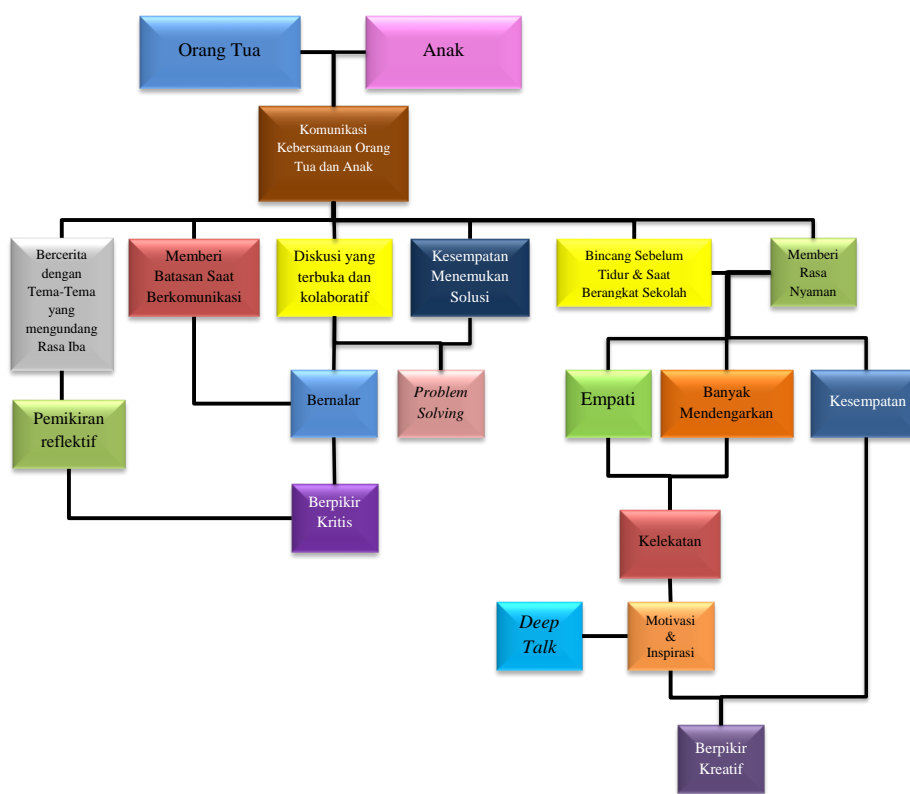 Orang Tua
Anak
Komunikasi
Kebersamaan Orang
Tua dan Anak
Bercerita
dengan
Tema-Tema
yang
mengundang
Rasa Iba
Memberi
Batasan Saat
Berkomunikasi
Diskusi yang
terbuka dan
kolaboratif
Kesempatan
Menemukan
Solusi
Bincang Sebelum
Tidur & Saat
Berangkat Sekolah
Memberi
Rasa
Nyaman
Pemikiran
reflektif
Bernalar
Problem
Solving
Empati
Banyak
Mendengarkan
Kesempatan
Berpikir
Kritis
Kelekatan
Deep
Talk
Motivasi
&
Inspirasi
Berpikir
Kreatif